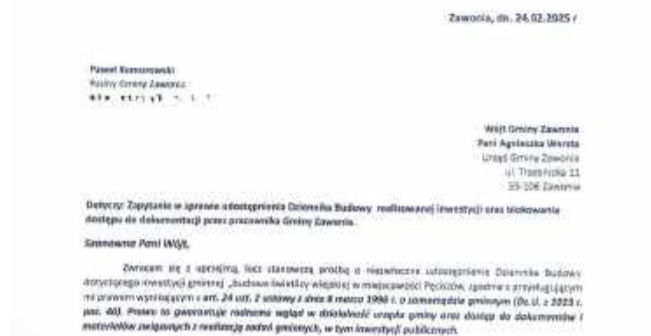 Zawonia, dn. 24.02.2025 r
Paweł
Radny Gminy Zawonia
Wójt Gminy Zawonia
Pani Agnieszka Wersta
Urząd Gminy Zawonia
ul. Trzebnicka 11
55-106 Zawonia
Dotyczy: Zapytanie w sprawie udostępnienia Dziennika Budowy realizowanej inwestycji oraz blokowania
dostępu do dokumentacji przez pracownika Gminy Zawonia.
Szanowna Pani Wójt,
Zwracam się z uprzejmą, lecz stanowczą prośbą o niezwłoczne udostępnienie Dziennika Budowy
dotyczącego inwestycji gminnej „budowa świetlicy wiejskiej w miejscowości Pęciszów, zgodnie z przysługującym
mi prawem wynikającym z art. 24 ust. 2 ustawy z dnia 8 marca 1990 r. o samorządzie gminnym (Dz. U. z 2023 r.
poz. 40). Prawo to gwarantuje radnemu wgląd w działalność urzędu gminy oraz dostęp do dokumentów i
materiałów związanych z realizacją zadań gminnych, w tym inwestycji publicznych.